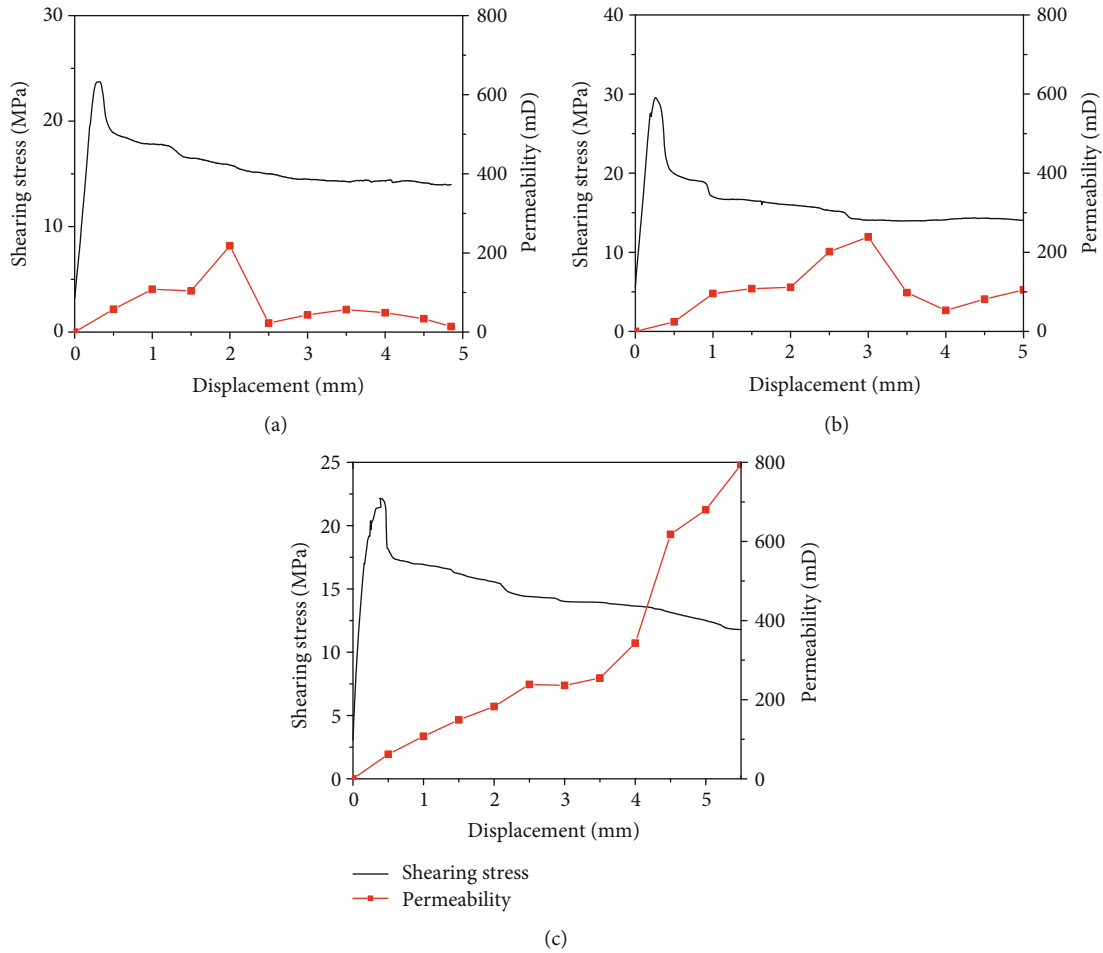 30
20
10
0
Shearing stress (MPa)
800
600
400
200
0
Permeability (mD)
0 1 2 3 4 5
Displacement (mm)
(a)
40
30
20
10
0
Shearing stress (MPa)
800
600
400
200
0
Permeability (mD)
0 1 2 3 4 5
Displacement (mm)
(b)
25
20
15
10
5
0
Shearing stress (MPa)
800
600
400
200
0
Permeability (mD)
0 1 2 3 4 5
Displacement (mm)
Shearing stress
Permeability
(c)